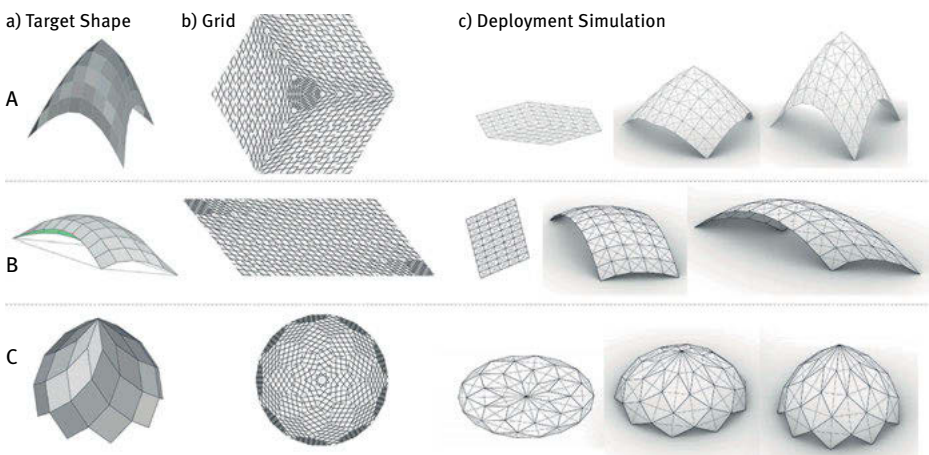 a) Target Shape
b) Grid
c) Deployment Simulation
A
B
C